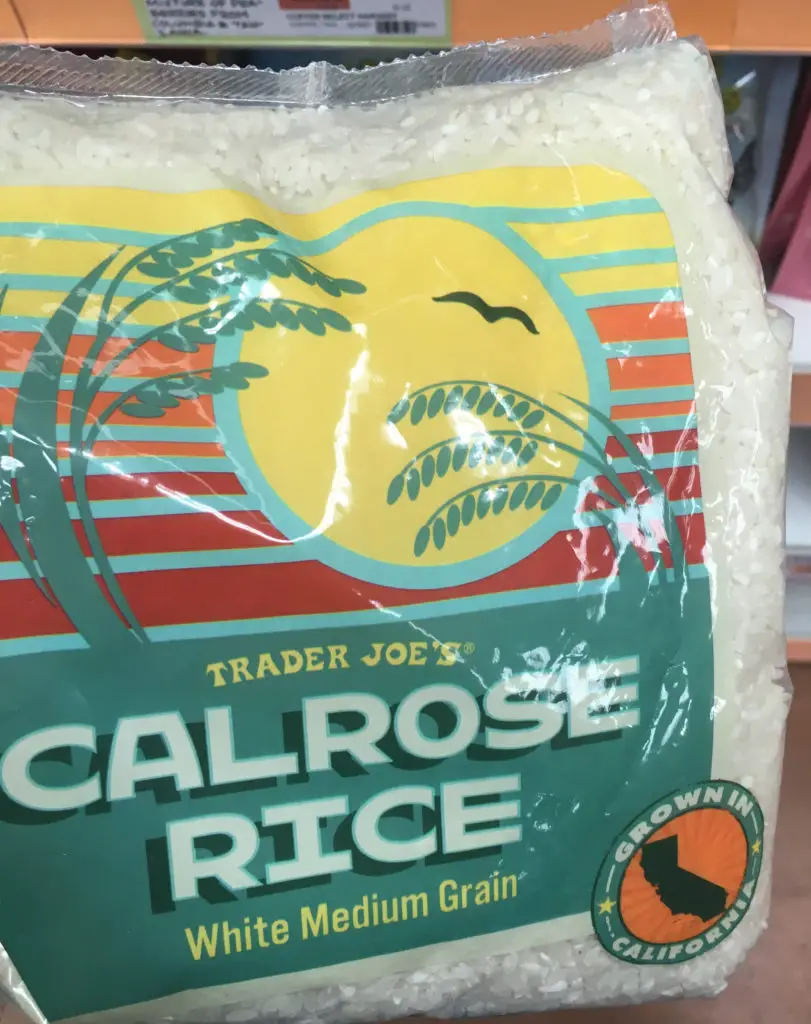 TRADER JOE'S®
CALROSE
RICE
White Medium Grain
GROWN IN
CALIFORNIA